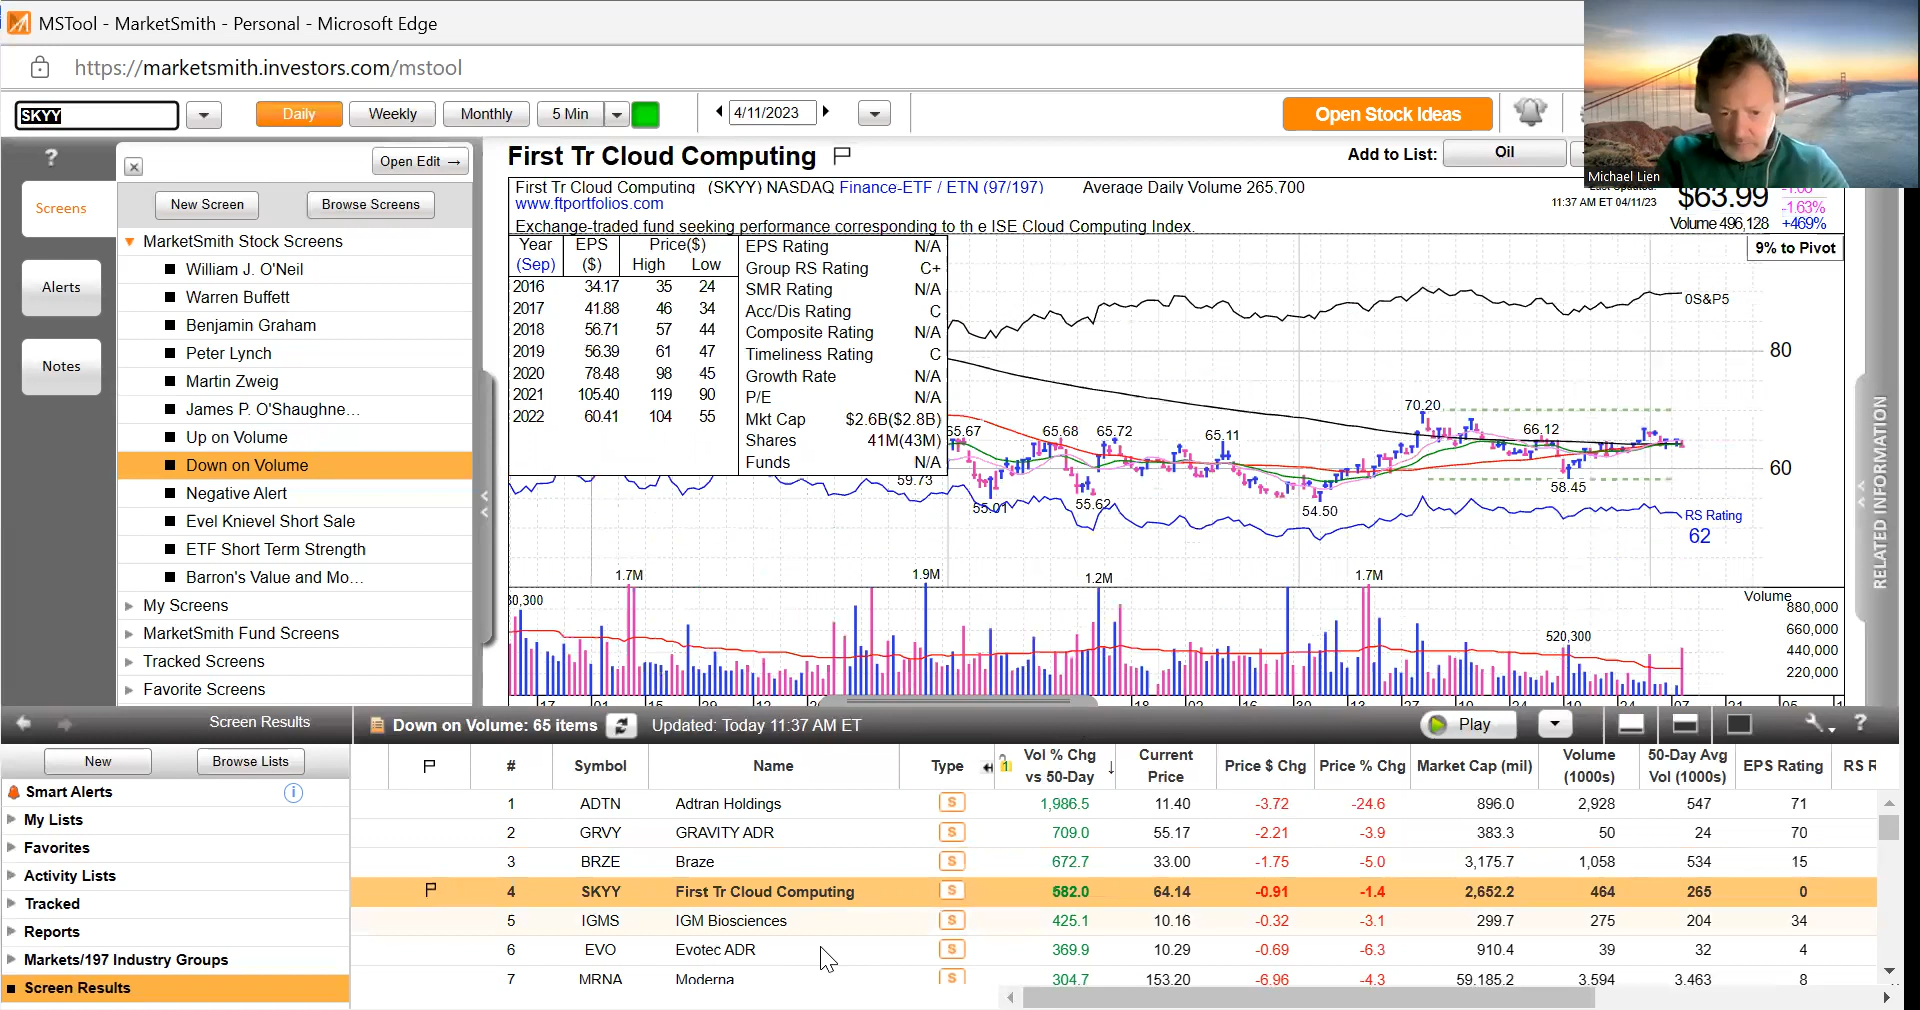 MSTool - MarketSmith - Personal - Microsoft Edge
https://marketsmith.investors.com/mstool
SKYY
Daily
Weekly
Monthly
5 Min
4/11/2023
Open Stock Ideas
Michael Lien
?
Screens
Alerts
Notes
x
Open Edit →
New Screen
Browse Screens
MarketSmith Stock Screens
William J. O'Neil
Warren Buffett
Benjamin Graham
Peter Lynch
Martin Zweig
James P. O'Shaughne…
Up on Volume
Down on Volume
Negative Alert
Evel Knievel Short Sale
ETF Short Term Strength
Barron's Value and Mo…
My Screens
MarketSmith Fund Screens
Tracked Screens
Favorite Screens
First Tr Cloud Computing
Add to List:
Oil
First Tr Cloud Computing (SKYY) NASDAQ Finance-ETF / ETN (97/197) Average Daily Volume 265,700
www.ftportfolios.com
Exchange-traded fund seeking performance corresponding to th e ISE Cloud Computing Index.
11:37 AM ET 04/11/23
$63.99
-1.63%
Volume 496,128 +469%
9% to Pivot
Year EPS Price($)
(Sep) ($) High Low
2016 34.17 35 24
2017 41.88 46 34
2018 56.71 57 44
2019 56.39 61 47
2020 78.48 98 45
2021 105.40 119 90
2022 60.41 104 55
EPS Rating N/A
Group RS Rating C+
SMR Rating N/A
Acc/Dis Rating C
Composite Rating N/A
Timeliness Rating C
Growth Rate N/A
P/E N/A
Mkt Cap $2.6B($2.8B)
Shares 41M(43M)
Funds N/A
0S&P5
80
60
70.20
65.67
65.68
65.72
65.11
66.12
59.73
55.01
55.62
54.50
58.45
RS Rating
62
1.7M
1.9M
1.2M
1.7M
30,300
520,300
Volume
880,000
660,000
440,000
220,000
RELATED INFORMATION
Screen Results
Down on Volume: 65 items
Updated: Today 11:37 AM ET
Play
?
New
Browse Lists
Smart Alerts
i
My Lists
Favorites
Activity Lists
Tracked
Reports
Markets/197 Industry Groups
Screen Results
# Symbol Name Type Vol % Chg vs 50-Day Current Price Price $ Chg Price % Chg Market Cap (mil) Volume (1000s) 50-Day Avg Vol (1000s) EPS Rating RS R
1 ADTN Adtran Holdings S 1,986.5 11.40 -3.72 -24.6 896.0 2,928 547 71
2 GRVY GRAVITY ADR S 709.0 55.17 -2.21 -3.9 383.3 50 24 70
3 BRZE Braze S 672.7 33.00 -1.75 -5.0 3,175.7 1,058 534 15
4 SKYY First Tr Cloud Computing S 582.0 64.14 -0.91 -1.4 2,652.2 464 265 0
5 IGMS IGM Biosciences S 425.1 10.16 -0.32 -3.1 299.7 275 204 34
6 EVO Evotec ADR S 369.9 10.29 -0.69 -6.3 910.4 39 32 4
7 MRNA Moderna S 304.7 153.20 -6.96 -4.3 59,185.2 3,594 3,463 8